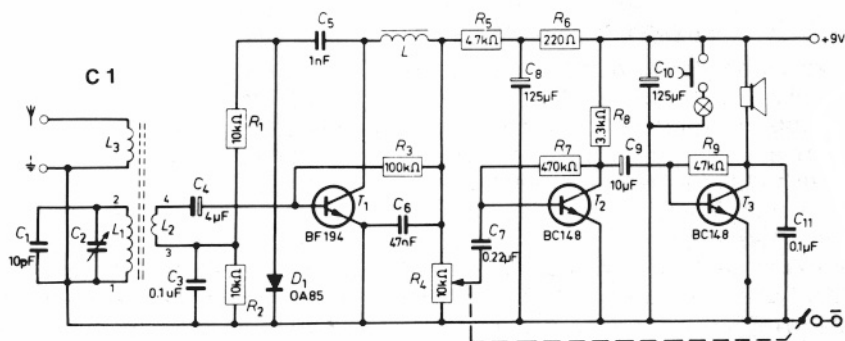 C 1
C5
1nF
L
R5
4.7kΩ
R6
220Ω
+9V
C8
125µF
C10
125µF
L3
R1
10kΩ
R3
100kΩ
R8
3.3kΩ
R7
470kΩ
C9
10µF
R9
47kΩ
C4
4µF
T1
BF194
C6
47nF
T2
BC148
T3
BC148
2
4
C1
10pF
C2
L1
L2
1
3
C3
0.1uF
R2
10kΩ
D1
OA85
R4
10kΩ
C7
0.22µF
C11
0.1µF